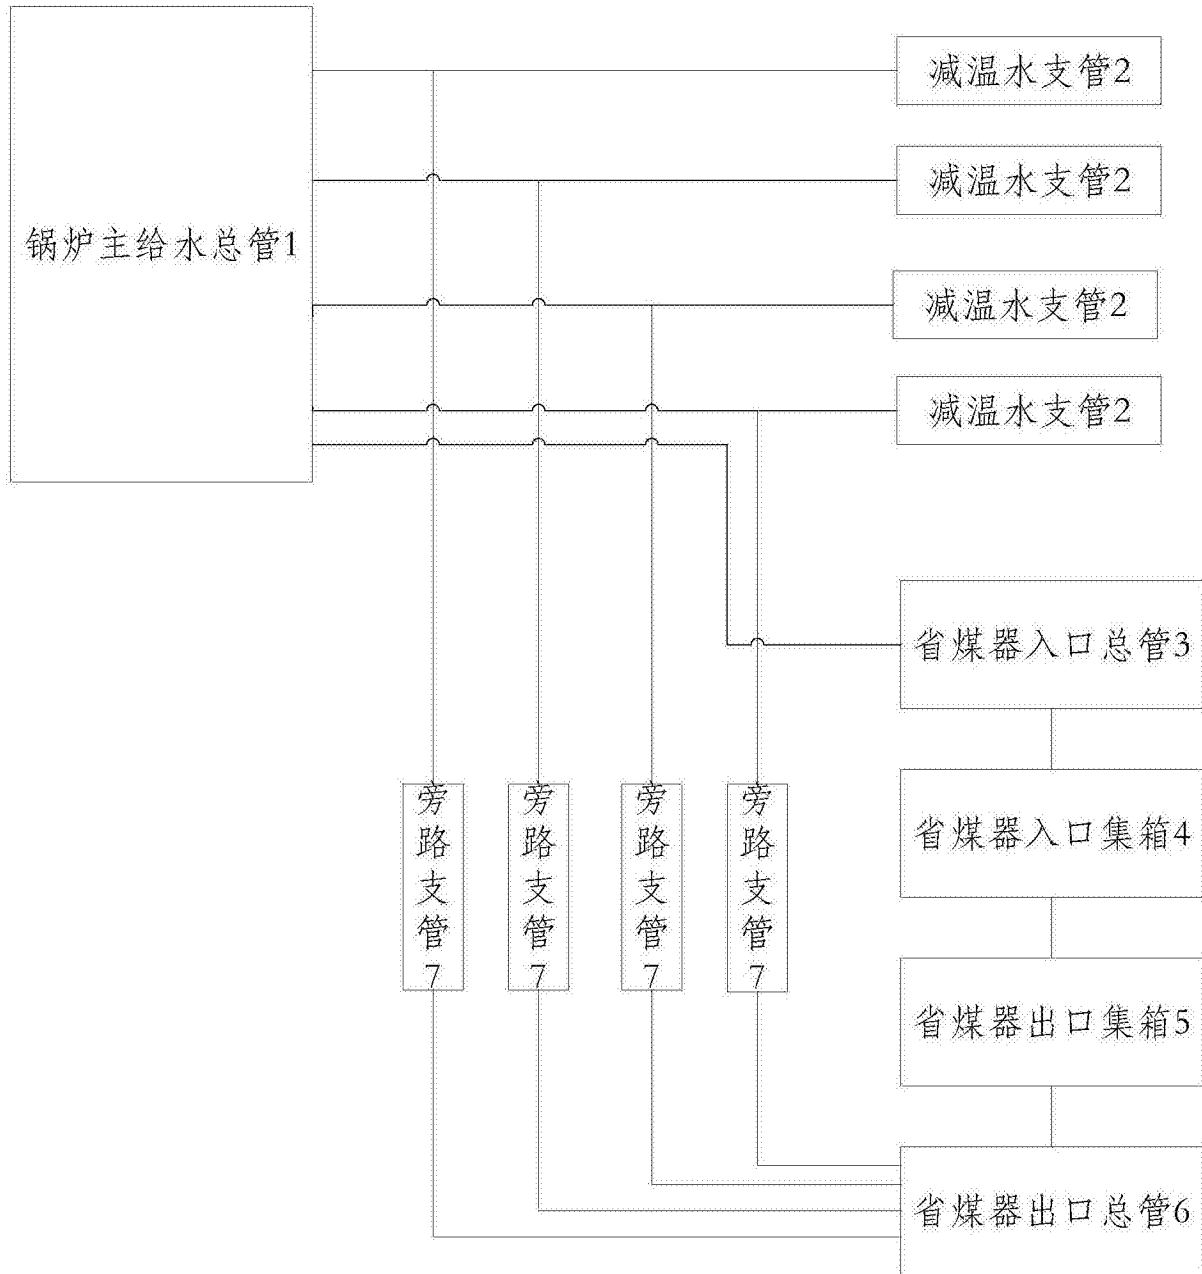 减温水支管2
减温水支管2
锅炉主给水总管1
减温水支管2
减温水支管2
省煤器入口总管3
旁路支管7
旁路支管7
旁路支管7
旁路支管7
省煤器入口集箱4
省煤器出口集箱5
省煤器出口总管6